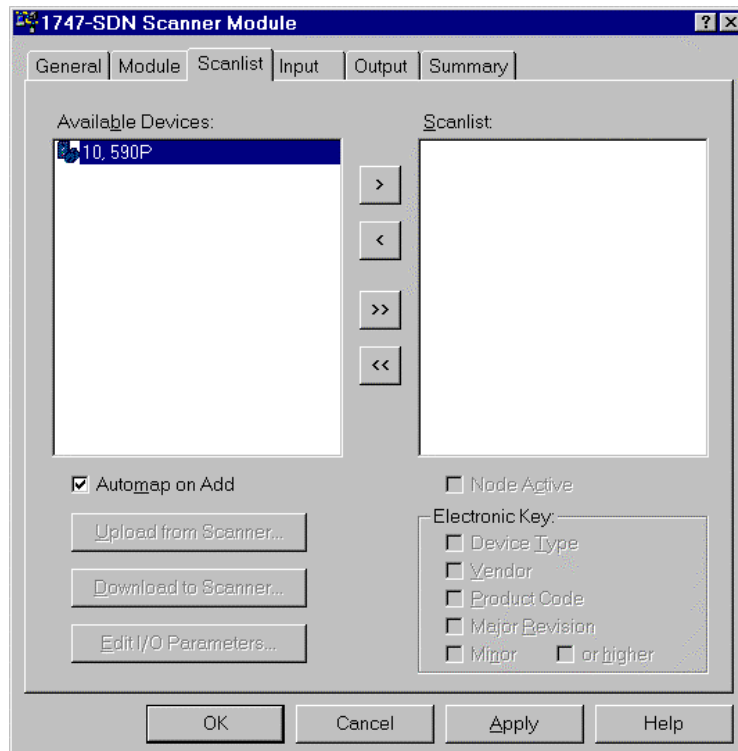 1747-SDN Scanner Module
General Module Scanlist Input Output Summary
Available Devices:
10, 590P
Scanlist:
>
<
>>
<<
Automap on Add
Upload from Scanner...
Download to Scanner...
Edit I/O Parameters...
Node Active
Electronic Key:
Device Type
Vendor
Product Code
Major Revision
Minor or higher
OK Cancel Apply Help